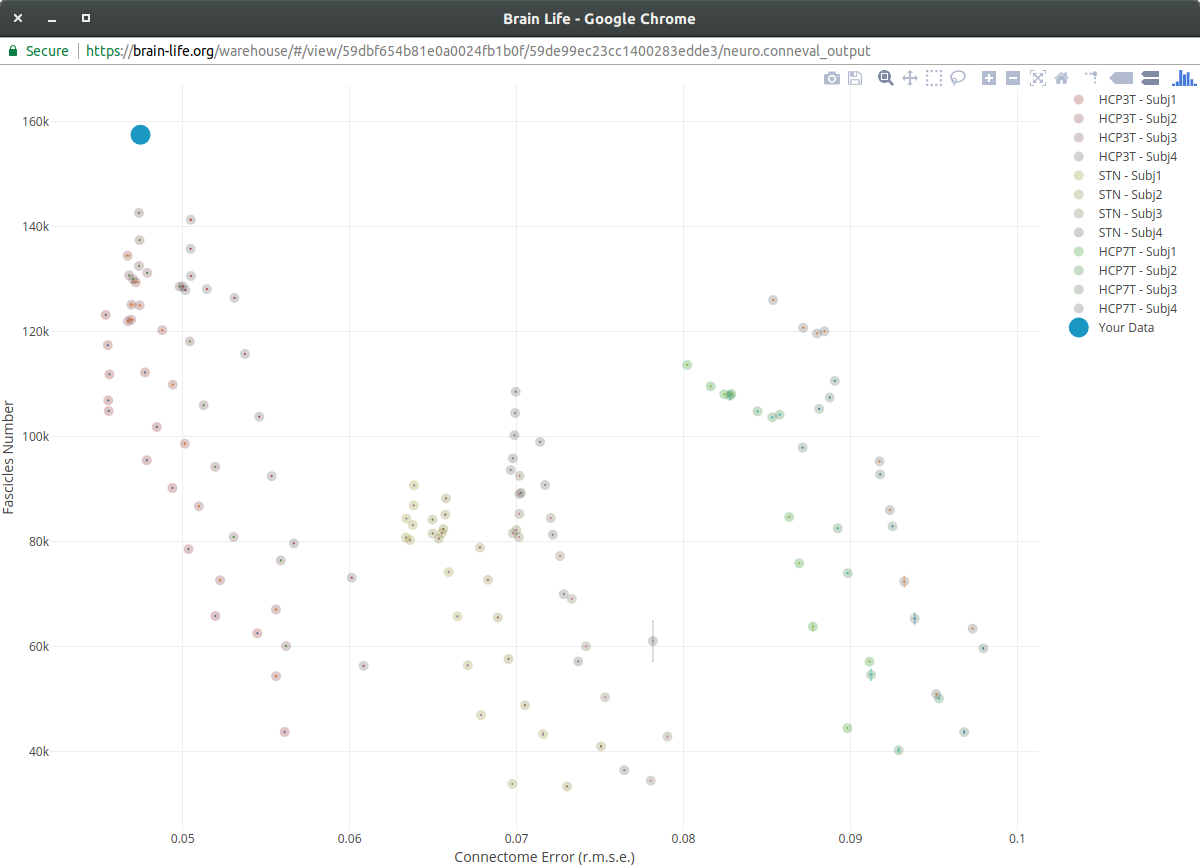 Brain Life - Google Chrome
Secure https://brain-life.org/warehouse/#/view/59dbf654b81e0a0024fb1b0f/59de99ec23cc1400283edde3/neuro.conneval_output
HCP3T - Subj1
HCP3T - Subj2
HCP3T - Subj3
HCP3T - Subj4
STN - Subj1
STN - Subj2
STN - Subj3
STN - Subj4
HCP7T - Subj1
HCP7T - Subj2
HCP7T - Subj3
HCP7T - Subj4
Your Data
160k
140k
120k
100k
80k
60k
40k
Fascicles Number
0.05 0.06 0.07 0.08 0.09 0.1
Connectome Error (r.m.s.e.)